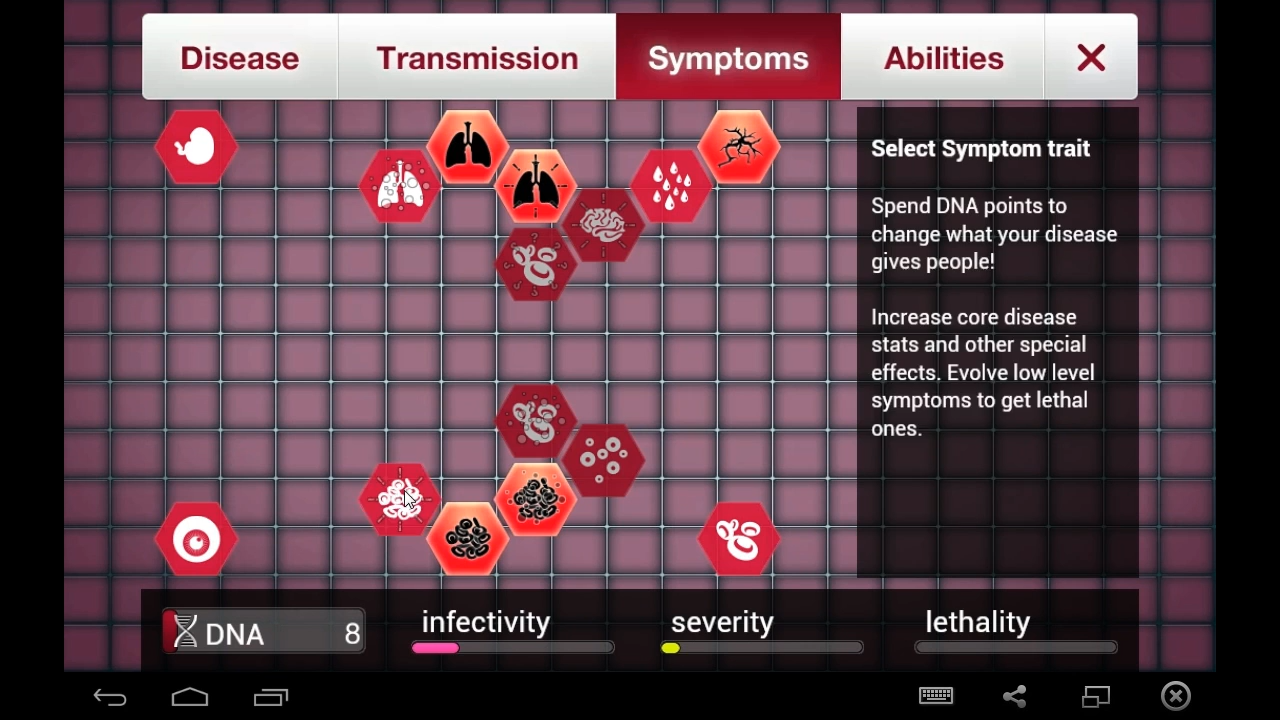 Disease
Transmission
Symptoms
Abilities
X
Select Symptom trait
Spend DNA points to
change what your disease
gives people!
Increase core disease
stats and other special
effects. Evolve low level
symptoms to get lethal
ones.
DNA 8
infectivity
severity
lethality